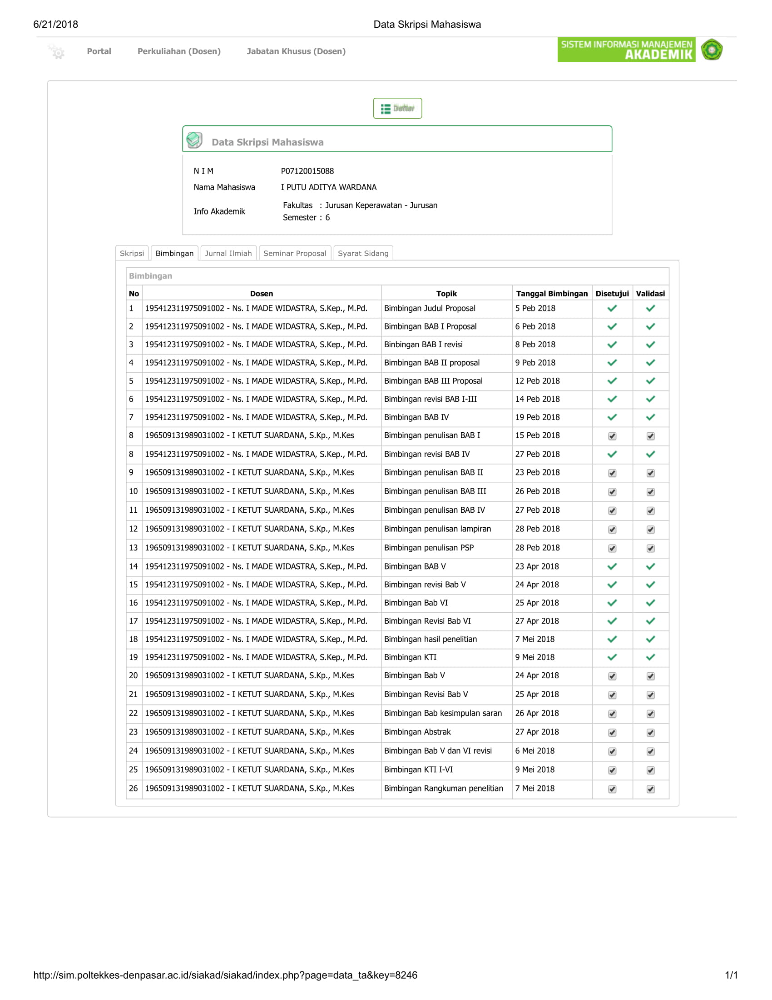 6/21/2018 Data Skripsi Mahasiswa
Portal Perkuliahan (Dosen) Jabatan Khusus (Dosen) SISTEM INFORMASI MANAJEMEN
AKADEMIK
Daftar
Data Skripsi Mahasiswa
N I M P07120015088
Nama Mahasiswa I PUTU ADITYA WARDANA
Info Akademik Fakultas : Jurusan Keperawatan - Jurusan
Semester : 6
Skripsi Bimbingan Jurnal Ilmiah Seminar Proposal Syarat Sidang
Bimbingan
No Dosen Topik Tanggal Bimbingan Disetujui Validasi
1 195412311975091002 - Ns. I MADE WIDASTRA, S.Kep., M.Pd. Bimbingan Judul Proposal 5 Peb 2018
2 195412311975091002 - Ns. I MADE WIDASTRA, S.Kep., M.Pd. Bimbingan BAB I Proposal 6 Peb 2018
3 195412311975091002 - Ns. I MADE WIDASTRA, S.Kep., M.Pd. Binbingan BAB I revisi 8 Peb 2018
4 195412311975091002 - Ns. I MADE WIDASTRA, S.Kep., M.Pd. Bimbingan BAB II proposal 9 Peb 2018
5 195412311975091002 - Ns. I MADE WIDASTRA, S.Kep., M.Pd. Bimbingan BAB III Proposal 12 Peb 2018
6 195412311975091002 - Ns. I MADE WIDASTRA, S.Kep., M.Pd. Bimbingan revisi BAB I-III 14 Peb 2018
7 195412311975091002 - Ns. I MADE WIDASTRA, S.Kep., M.Pd. Bimbingan BAB IV 19 Peb 2018
8 196509131989031002 - I KETUT SUARDANA, S.Kp., M.Kes Bimbingan penulisan BAB I 15 Peb 2018
8 195412311975091002 - Ns. I MADE WIDASTRA, S.Kep., M.Pd. Bimbingan revisi BAB IV 27 Peb 2018
9 196509131989031002 - I KETUT SUARDANA, S.Kp., M.Kes Bimbingan penulisan BAB II 23 Peb 2018
10 196509131989031002 - I KETUT SUARDANA, S.Kp., M.Kes Bimbingan penulisan BAB III 26 Peb 2018
11 196509131989031002 - I KETUT SUARDANA, S.Kp., M.Kes Bimbingan penulisan BAB IV 27 Peb 2018
12 196509131989031002 - I KETUT SUARDANA, S.Kp., M.Kes Bimbingan penulisan lampiran 28 Peb 2018
13 196509131989031002 - I KETUT SUARDANA, S.Kp., M.Kes Bimbingan penulisan PSP 28 Peb 2018
14 195412311975091002 - Ns. I MADE WIDASTRA, S.Kep., M.Pd. Bimbingan BAB V 23 Apr 2018
15 195412311975091002 - Ns. I MADE WIDASTRA, S.Kep., M.Pd. Bimbingan revisi Bab V 24 Apr 2018
16 195412311975091002 - Ns. I MADE WIDASTRA, S.Kep., M.Pd. Bimbingan Bab VI 25 Apr 2018
17 195412311975091002 - Ns. I MADE WIDASTRA, S.Kep., M.Pd. Bimbingan Revisi Bab VI 27 Apr 2018
18 195412311975091002 - Ns. I MADE WIDASTRA, S.Kep., M.Pd. Bimbingan hasil penelitian 7 Mei 2018
19 195412311975091002 - Ns. I MADE WIDASTRA, S.Kep., M.Pd. Bimbingan KTI 9 Mei 2018
20 196509131989031002 - I KETUT SUARDANA, S.Kp., M.Kes Bimbingan Bab V 24 Apr 2018
21 196509131989031002 - I KETUT SUARDANA, S.Kp., M.Kes Bimbingan Revisi Bab V 25 Apr 2018
22 196509131989031002 - I KETUT SUARDANA, S.Kp., M.Kes Bimbingan Bab kesimpulan saran 26 Apr 2018
23 196509131989031002 - I KETUT SUARDANA, S.Kp., M.Kes Bimbingan Abstrak 27 Apr 2018
24 196509131989031002 - I KETUT SUARDANA, S.Kp., M.Kes Bimbingan Bab V dan VI revisi 6 Mei 2018
25 196509131989031002 - I KETUT SUARDANA, S.Kp., M.Kes Bimbingan KTI I-VI 9 Mei 2018
26 196509131989031002 - I KETUT SUARDANA, S.Kp., M.Kes Bimbingan Rangkuman penelitian 7 Mei 2018
http://sim.poltekkes-denpasar.ac.id/siakad/siakad/index.php?page=data_ta&key=8246 1/1